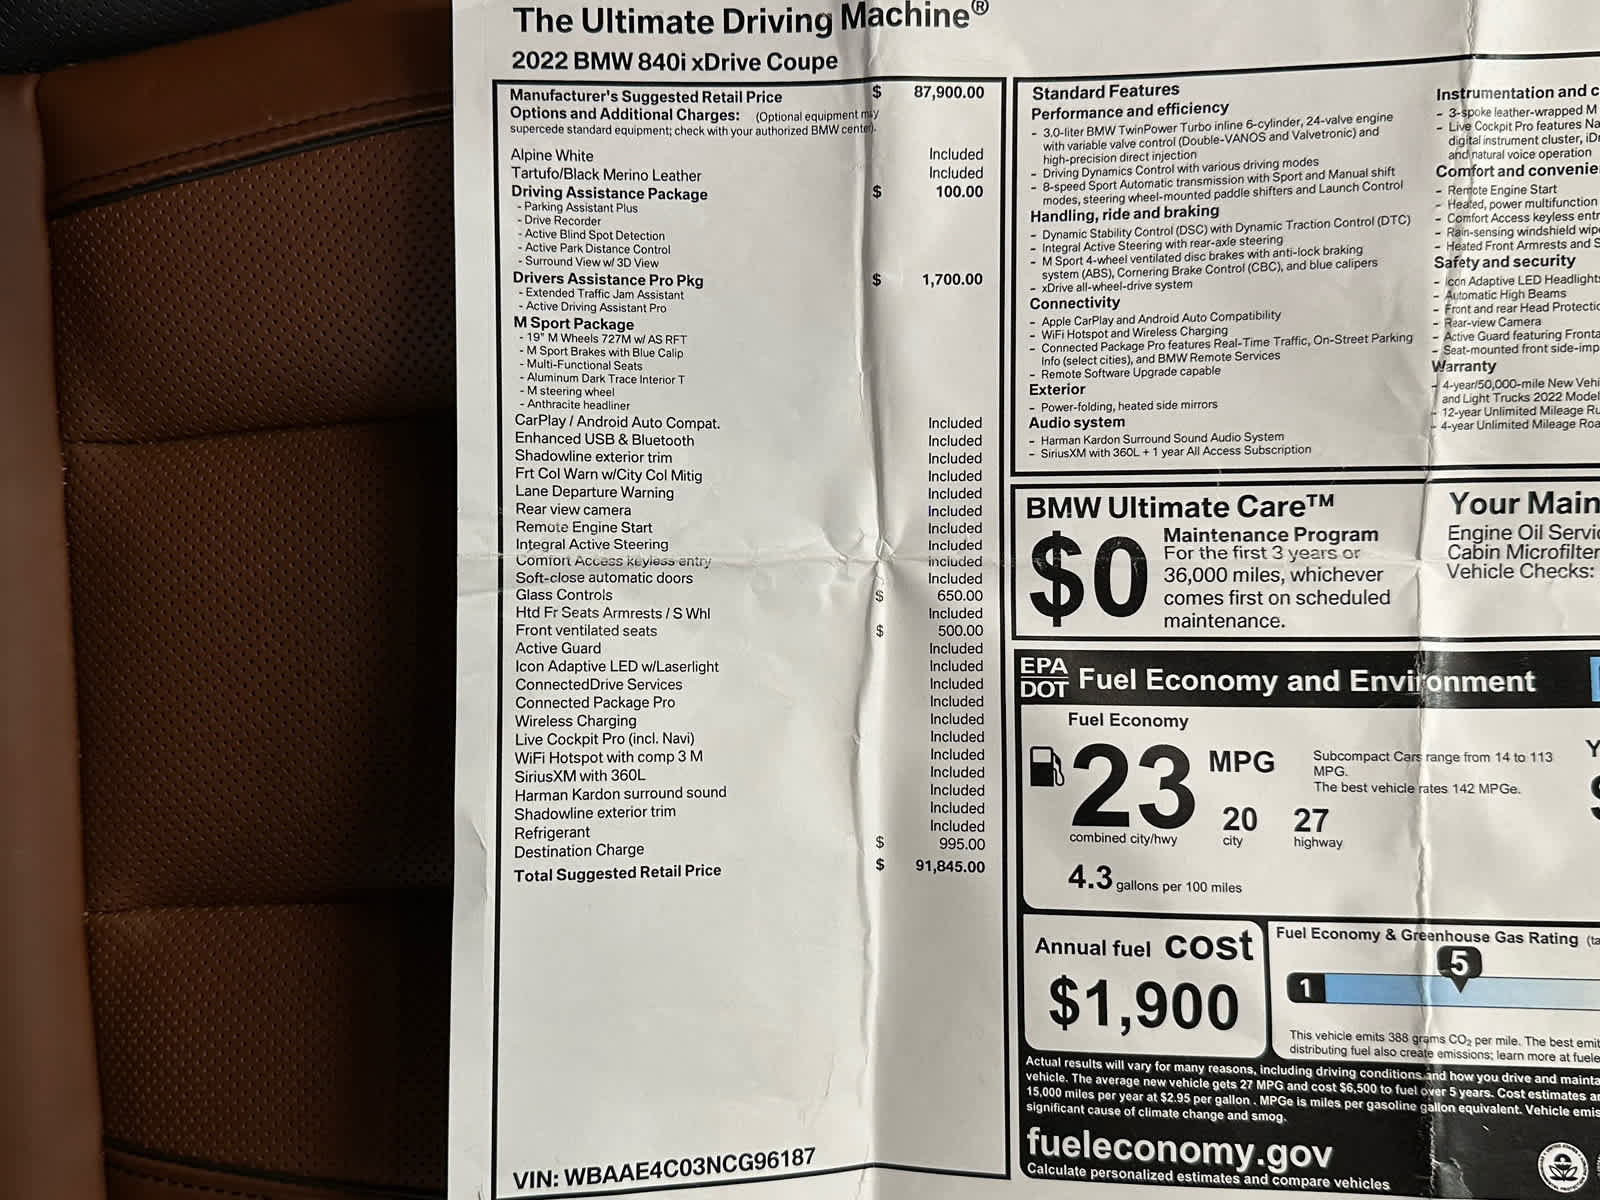 The Ultimate Driving Machine®
2022 BMW 840i xDrive Coupe
Manufacturer's Suggested Retail Price $ 87,900.00
Options and Additional Charges: (Optional equipment may
supercede standard equipment; check with your authorized BMW center).
Alpine White Included
Tartufo/Black Merino Leather Included
Driving Assistance Package $ 100.00
- Parking Assistant Plus
- Drive Recorder
- Active Blind Spot Detection
- Active Park Distance Control
- Surround View w/ 3D View
Drivers Assistance Pro Pkg $ 1,700.00
- Extended Traffic Jam Assistant
- Active Driving Assistant Pro
M Sport Package
- 19" M Wheels 727M w/ AS RFT
- M Sport Brakes with Blue Calip
- Multi-Functional Seats
- Aluminum Dark Trace Interior T
- M steering wheel
- Anthracite headliner
CarPlay / Android Auto Compat. Included
Enhanced USB & Bluetooth Included
Shadowline exterior trim Included
Frt Col Warn w/City Col Mitig Included
Lane Departure Warning Included
Rear view camera Included
Remote Engine Start Included
Integral Active Steering Included
Comfort Access keyless entry Included
Soft-close automatic doors Included
Glass Controls $ 650.00
Htd Fr Seats Armrests / S Whl Included
Front ventilated seats $ 500.00
Active Guard Included
Icon Adaptive LED w/Laserlight Included
ConnectedDrive Services Included
Connected Package Pro Included
Wireless Charging Included
Live Cockpit Pro (incl. Navi) Included
WiFi Hotspot with comp 3 M Included
SiriusXM with 360L Included
Harman Kardon surround sound Included
Shadowline exterior trim Included
Refrigerant Included
Destination Charge $ 995.00
Total Suggested Retail Price $ 91,845.00
VIN: WBAAE4C03NCG96187
Standard Features
Performance and efficiency
- 3.0-liter BMW TwinPower Turbo inline 6-cylinder, 24-valve engine
with variable valve control (Double-VANOS and Valvetronic) and
high-precision direct injection
- Driving Dynamics Control with various driving modes
- 8-speed Sport Automatic transmission with Sport and Manual shift
modes, steering wheel-mounted paddle shifters and Launch Control
Handling, ride and braking
- Dynamic Stability Control (DSC) with Dynamic Traction Control (DTC)
- Integral Active Steering with rear-axle steering
- M Sport 4-wheel ventilated disc brakes with anti-lock braking
system (ABS), Cornering Brake Control (CBC), and blue calipers
- xDrive all-wheel-drive system
Connectivity
- Apple CarPlay and Android Auto Compatibility
- WiFi Hotspot and Wireless Charging
- Connected Package Pro features Real-Time Traffic, On-Street Parking
Info (select cities), and BMW Remote Services
- Remote Software Upgrade capable
Exterior
- Power-folding, heated side mirrors
Audio system
- Harman Kardon Surround Sound Audio System
- SiriusXM with 360L + 1 year All Access Subscription
Instrumentation and c
- 3-spoke leather-wrapped M
- Live Cockpit Pro features Na
digital instrument cluster, iDr
and natural voice operation
Comfort and convenie
- Remote Engine Start
- Heated, power multifunction
- Comfort Access keyless entr
- Rain-sensing windshield wip
- Heated Front Armrests and S
Safety and security
- Icon Adaptive LED Headlights
- Automatic High Beams
- Front and rear Head Protectio
- Rear-view Camera
- Active Guard featuring Fronta
- Seat-mounted front side-imp
Warranty
- 4-year/50,000-mile New Vehi
and Light Trucks 2022 Model
- 12-year Unlimited Mileage Ru
- 4-year Unlimited Mileage Roa
BMW Ultimate Care™
$0
Maintenance Program
For the first 3 years or
36,000 miles, whichever
comes first on scheduled
maintenance.
Your Main
Engine Oil Servic
Cabin Microfilter
Vehicle Checks:
EPA
DOT
Fuel Economy and Environment
Fuel Economy
23 MPG
combined city/hwy
20
city
27
highway
4.3 gallons per 100 miles
Subcompact Cars range from 14 to 113
MPG.
The best vehicle rates 142 MPGe.
Y
$
Annual fuel cost
$1,900
Fuel Economy & Greenhouse Gas Rating (ta
1
5
This vehicle emits 388 grams CO₂ per mile. The best emit
distributing fuel also create emissions; learn more at fuele
Actual results will vary for many reasons, including driving conditions and how you drive and mainta
vehicle. The average new vehicle gets 27 MPG and cost $6,500 to fuel over 5 years. Cost estimates ar
15,000 miles per year at $2.95 per gallon . MPGe is miles per gasoline gallon equivalent. Vehicle emis
significant cause of climate change and smog.
fueleconomy.gov
Calculate personalized estimates and compare vehicles